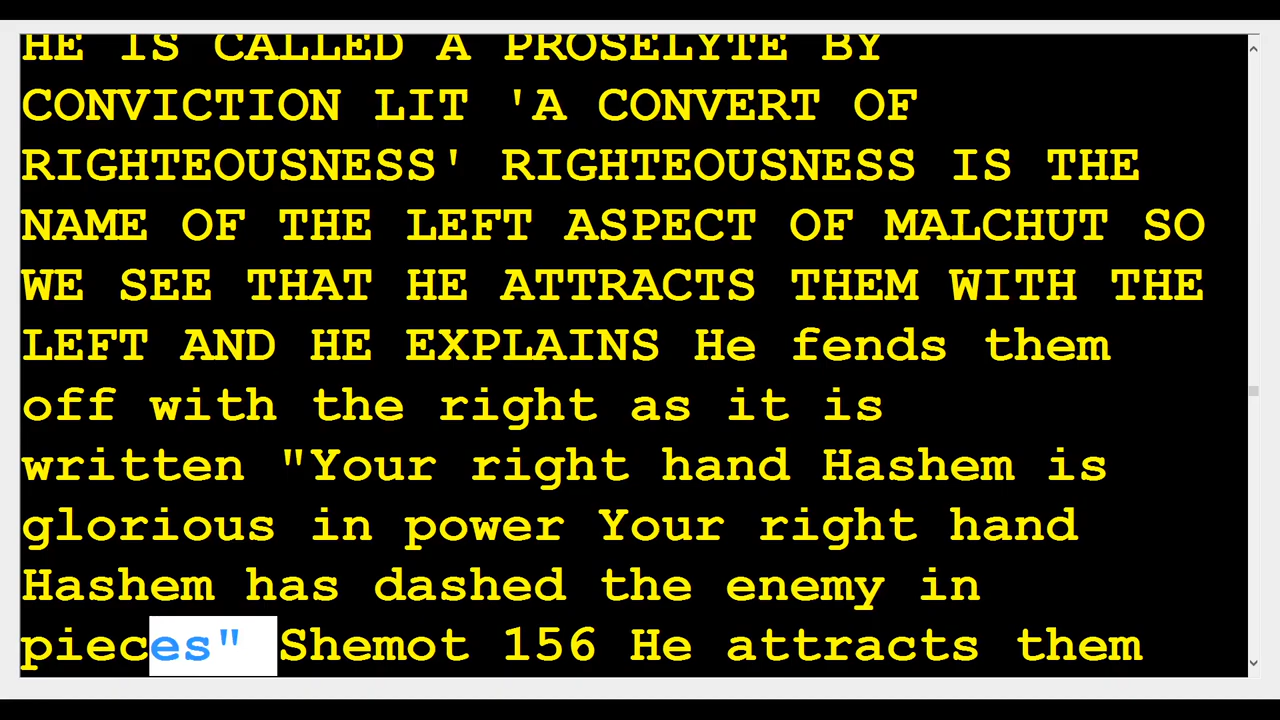 HE IS CALLED A PROSELYTE BY
CONVICTION LIT 'A CONVERT OF
RIGHTEOUSNESS' RIGHTEOUSNESS IS THE
NAME OF THE LEFT ASPECT OF MALCHUT SO
WE SEE THAT HE ATTRACTS THEM WITH THE
LEFT AND HE EXPLAINS He fends them
off with the right as it is
written "Your right hand Hashem is
glorious in power Your right hand
Hashem has dashed the enemy in
pieces" Shemot 156 He attracts them